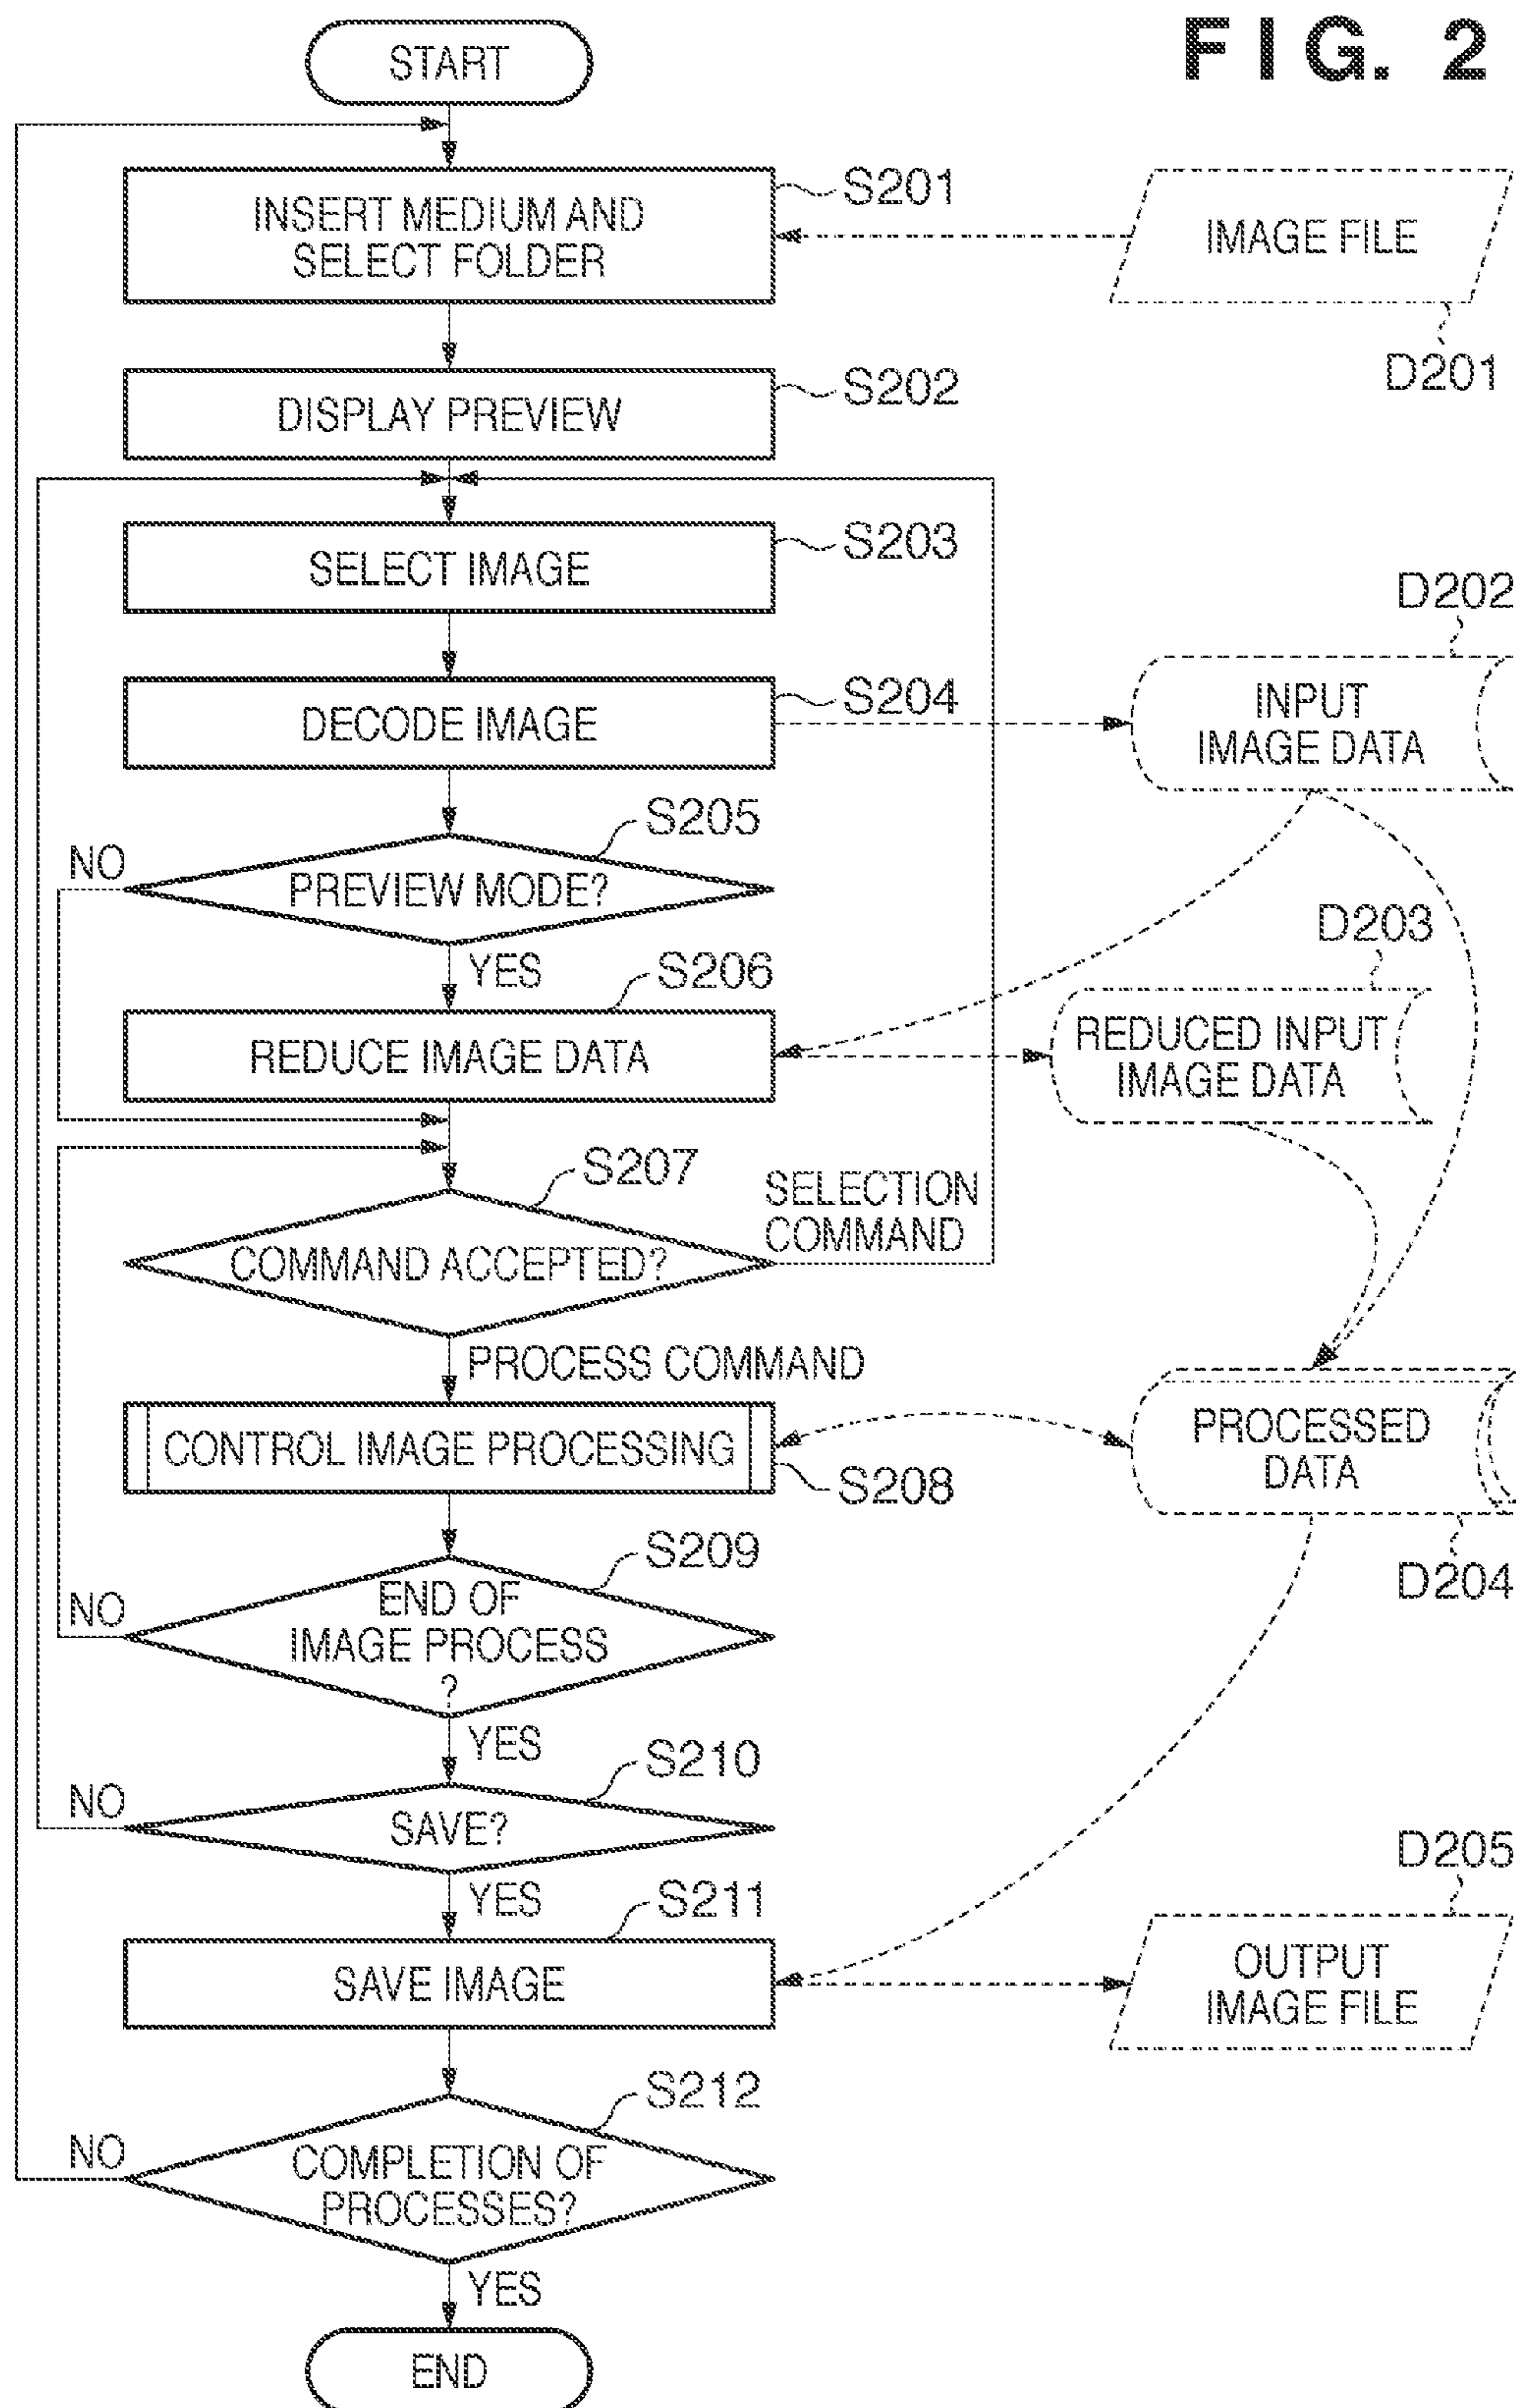 FIG. 2
START
INSERT MEDIUM AND
SELECT FOLDER
S201
IMAGE FILE
D201
DISPLAY PREVIEW
S202
SELECT IMAGE
S203
DECODE IMAGE
S204
D202
INPUT
IMAGE DATA
S205
NO
PREVIEW MODE?
YES
S206
REDUCE IMAGE DATA
D203
REDUCED INPUT
IMAGE DATA
S207
COMMAND ACCEPTED?
SELECTION
COMMAND
PROCESS COMMAND
CONTROL IMAGE PROCESSING
S208
PROCESSED
DATA
D204
S209
NO
END OF
IMAGE PROCESS
?
YES
S210
NO
SAVE?
YES
S211
SAVE IMAGE
D205
OUTPUT
IMAGE FILE
S212
NO
COMPLETION OF
PROCESSES?
YES
END